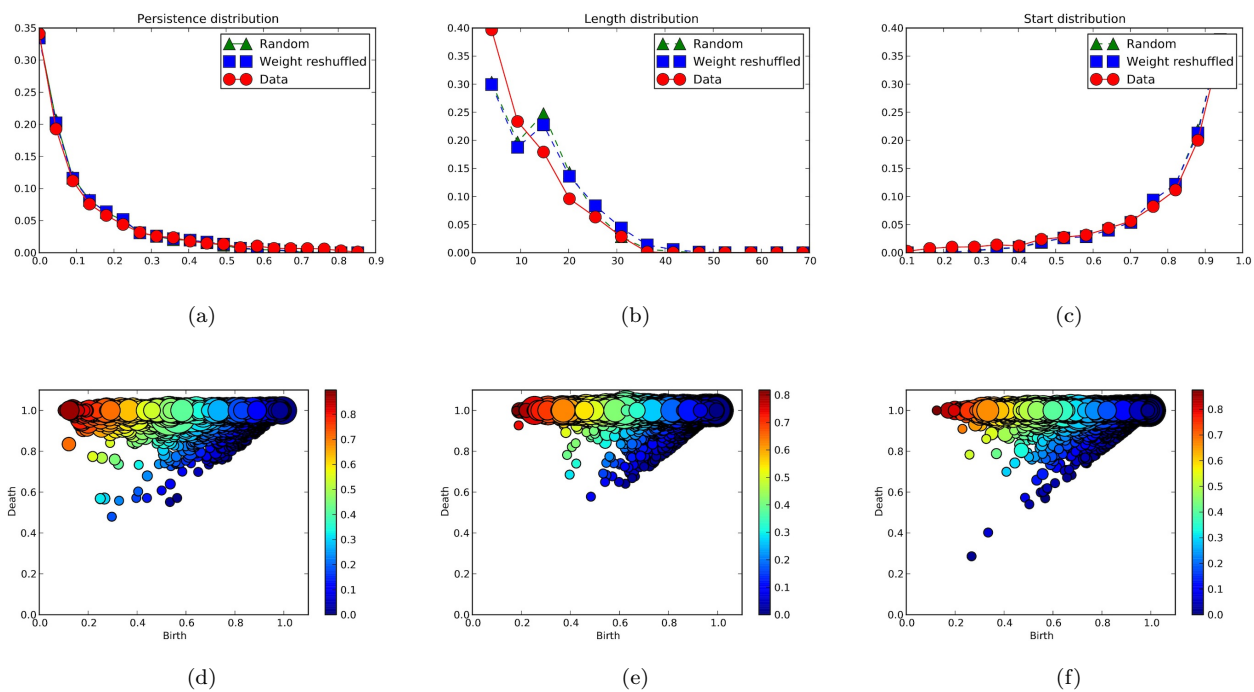 Persistence distribution
0.35
0.30
0.25
0.20
0.15
0.10
0.05
0.00
0.0 0.1 0.2 0.3 0.4 0.5 0.6 0.7 0.8 0.9
Random
Weight reshuffled
Data
(a)
Length distribution
0.40
0.35
0.30
0.25
0.20
0.15
0.10
0.05
0.00
0 10 20 30 40 50 60 70
Random
Weight reshuffled
Data
(b)
Start distribution
0.40
0.35
0.30
0.25
0.20
0.15
0.10
0.05
0.00
0.1 0.2 0.3 0.4 0.5 0.6 0.7 0.8 0.9 1.0
Random
Weight reshuffled
Data
(c)
Death
1.0
0.8
0.6
0.4
0.2
0.0
0.0 0.2 0.4 0.6 0.8 1.0
Birth
0.8
0.7
0.6
0.5
0.4
0.3
0.2
0.1
0.0
(d)
Death
1.0
0.8
0.6
0.4
0.2
0.0
0.0 0.2 0.4 0.6 0.8 1.0
Birth
0.8
0.7
0.6
0.5
0.4
0.3
0.2
0.1
0.0
(e)
Death
1.0
0.8
0.6
0.4
0.2
0.0
0.0 0.2 0.4 0.6 0.8 1.0
Birth
0.8
0.7
0.6
0.5
0.4
0.3
0.2
0.1
0.0
(f)